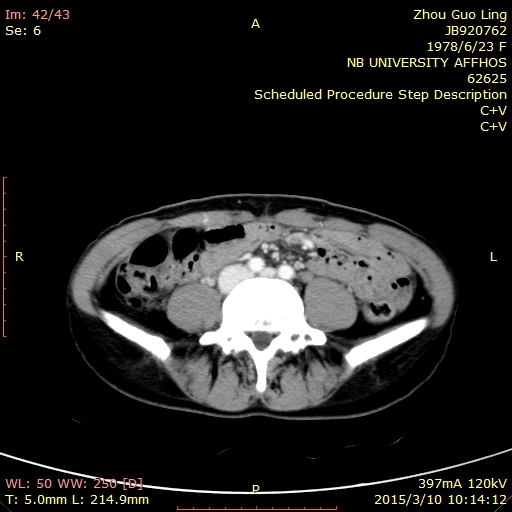 Im: 42/43
Se: 6
A
Zhou Guo Ling
JB920762
1978/6/23 F
NB UNIVERSITY AFFHOS
62625
Scheduled Procedure Step Description
C+V
C+V
R
L
WL: 50 WW: 250 [D]
T: 5.0mm L: 214.9mm
P
397mA 120kV
2015/3/10 10:14:12